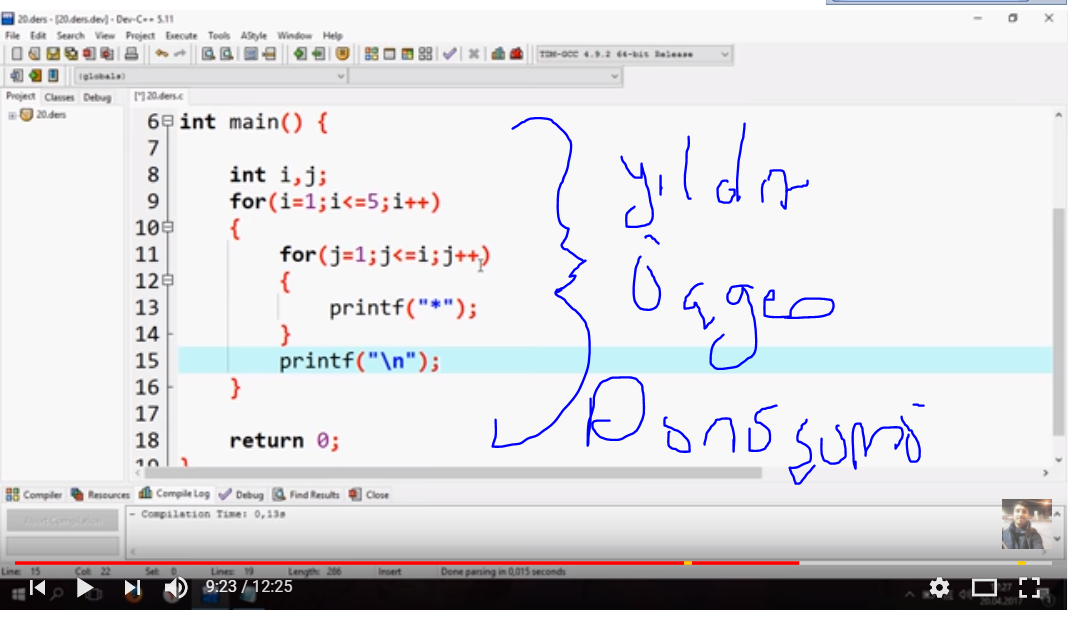 20.ders - [20.ders.dev] - Dev-C++ 5.11
File Edit Search View Project Execute Tools AStyle Window Help
TDM-GCC 4.9.2 64-bit Release
(globals)
Project Classes Debug [*] 20.ders.c
20.ders
6 int main() {
7
8 int i,j;
9 for(i=1;i<=5;i++)
10 {
11 for(j=1;j<=i;j++)
12 {
13 printf("*");
14 }
15 printf("\n");
16 }
17
18 return 0;
19 }
Compiler Resources Compile Log Debug Find Results Close
Abort Compilation
- Compilation Time: 0,13s
Line: 15 Col: 22 Sel: 0 Lines: 19 Length: 266 Insert Done parsing in 0,015 seconds
9:23 / 12:25
20.04.2017